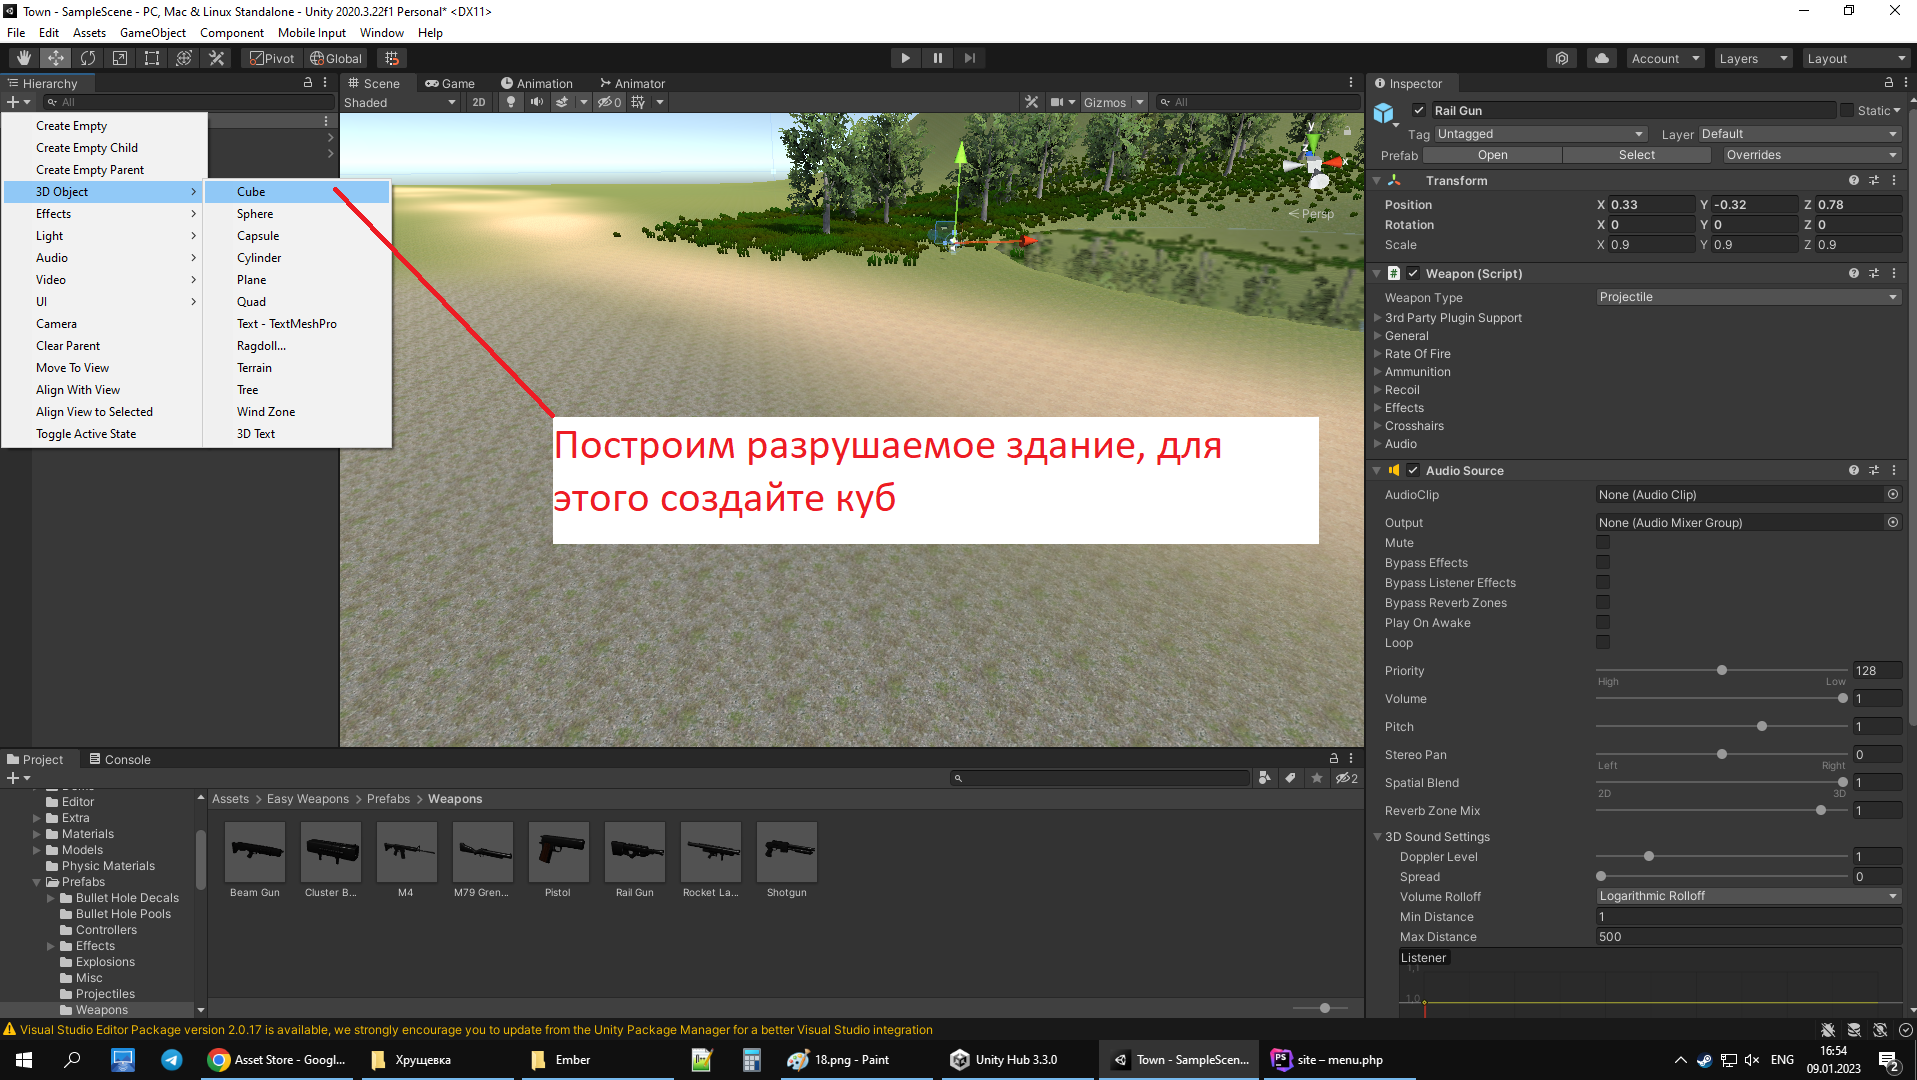 Town - SampleScene - PC, Mac & Linux Standalone - Unity 2020.3.22f1 Personal* <DX11>
File Edit Assets GameObject Component Mobile Input Window Help
Pivot Global Account Layers Layout
Hierarchy
All
Create Empty
Create Empty Child
Create Empty Parent
3D Object
Effects
Light
Audio
Video
UI
Camera
Clear Parent
Move To View
Align With View
Align View to Selected
Toggle Active State
Cube
Sphere
Capsule
Cylinder
Plane
Quad
Text - TextMeshPro
Ragdoll...
Terrain
Tree
Wind Zone
3D Text
Scene Game Animation Animator
Shaded 2D 0 Gizmos All
y
z
x
Persp
Построим разрушаемое здание, для
этого создайте куб
Inspector
Rail Gun Static
Tag Untagged Layer Default
Prefab Open Select Overrides
Transform
Position X 0.33 Y -0.32 Z 0.78
Rotation X 0 Y 0 Z 0
Scale X 0.9 Y 0.9 Z 0.9
Weapon (Script)
Weapon Type Projectile
3rd Party Plugin Support
General
Rate Of Fire
Ammunition
Recoil
Effects
Crosshairs
Audio
Audio Source
AudioClip None (Audio Clip)
Output None (Audio Mixer Group)
Mute
Bypass Effects
Bypass Listener Effects
Bypass Reverb Zones
Play On Awake
Loop
Priority 128
High Low
Volume 1
Pitch 1
Stereo Pan 0
Left Right
Spatial Blend 1
2D 3D
Reverb Zone Mix 1
3D Sound Settings
Doppler Level 1
Spread 0
Volume Rolloff Logarithmic Rolloff
Min Distance 1
Max Distance 500
Listener
1,1
1,0
Project Console
2
Editor
Extra
Materials
Models
Physic Materials
Prefabs
Bullet Hole Decals
Bullet Hole Pools
Controllers
Effects
Explosions
Misc
Projectiles
Weapons
Assets > Easy Weapons > Prefabs > Weapons
Beam Gun Cluster B... M4 M79 Gren... Pistol Rail Gun Rocket La... Shotgun
Visual Studio Editor Package version 2.0.17 is available, we strongly encourage you to update from the Unity Package Manager for a better Visual Studio integration
Asset Store - Googl... Хрущевка Ember 18.png - Paint Unity Hub 3.3.0 Town - SampleScen... PS site – menu.php ENG 16:54
09.01.2023 2